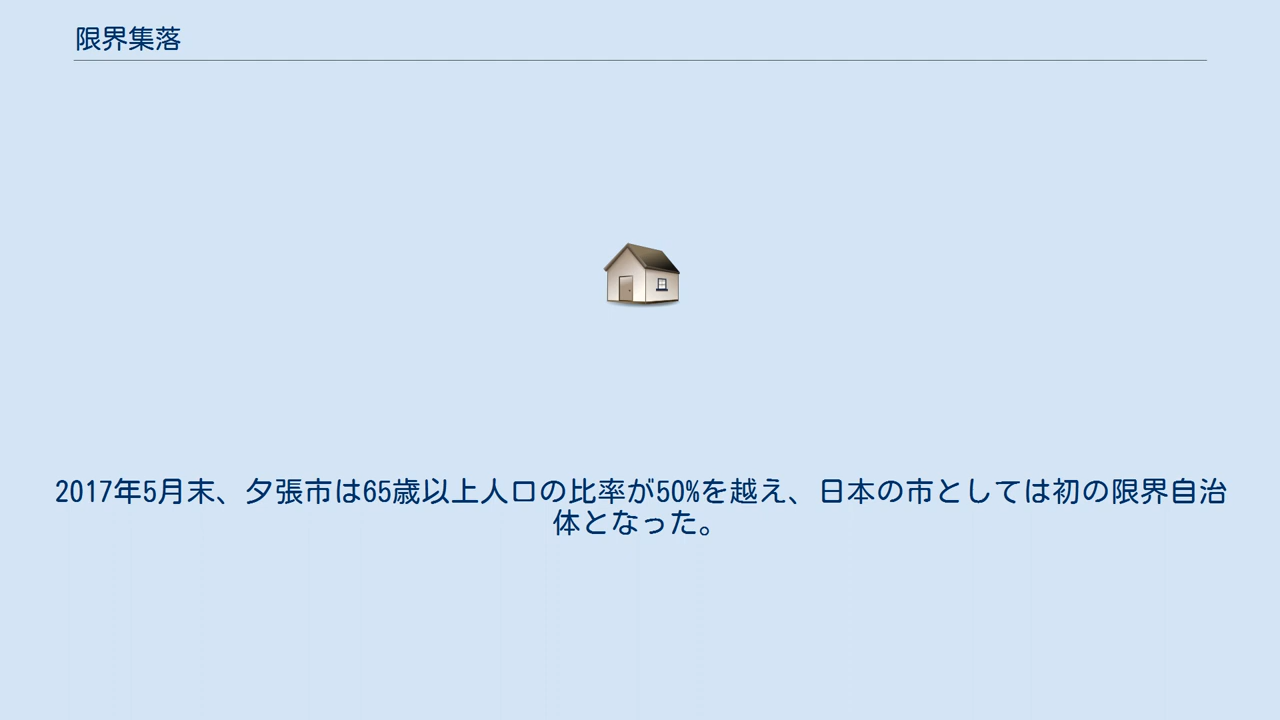 限界集落
2017年5月末、夕張市は65歳以上人口の比率が50%を越え、日本の市としては初の限界自治
体となった。